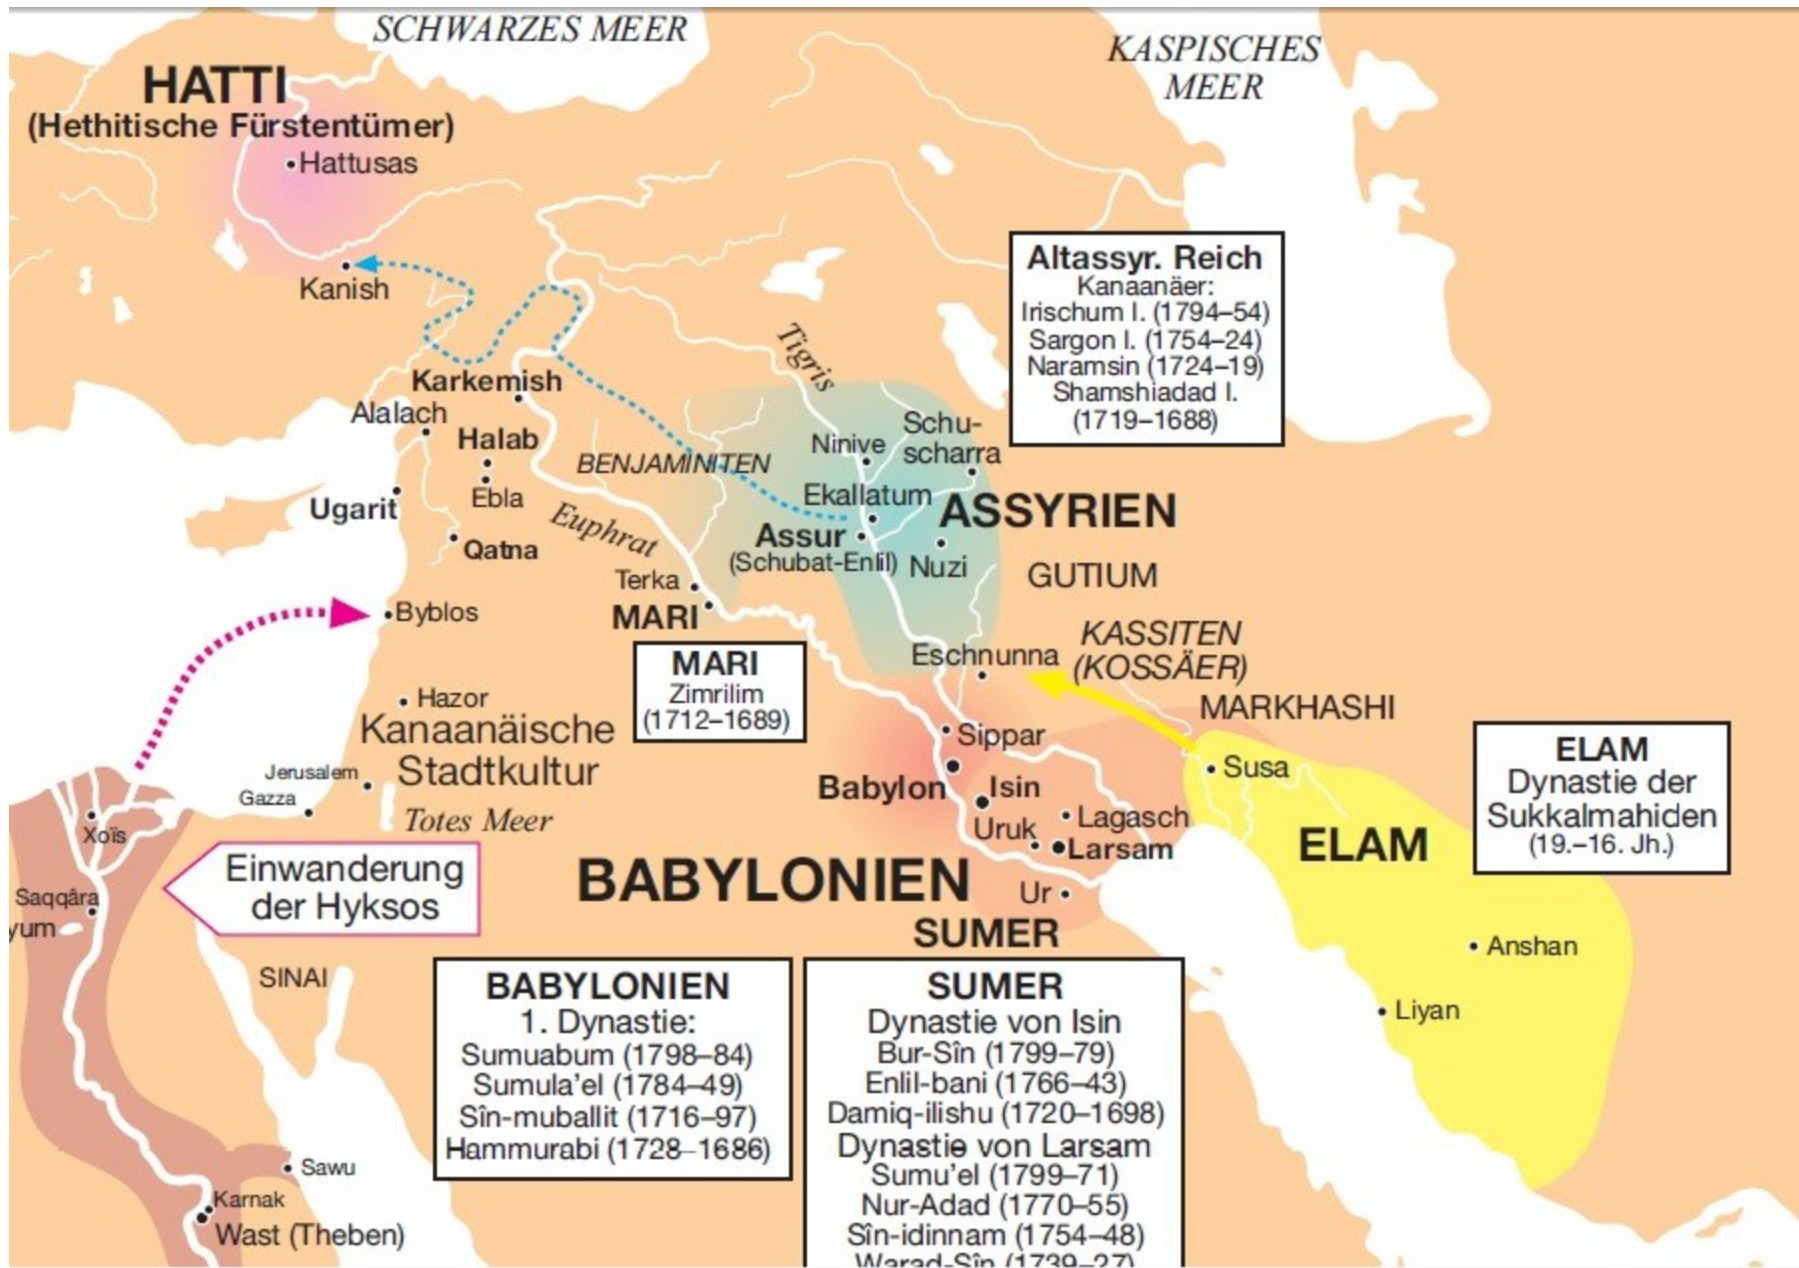 SCHWARZES MEER
KASPISCHES
MEER
HATTI
(Hethitische Fürstentümer)
Hattusas
Kanish
Altassyr. Reich
Kanaanäer:
Irischum I. (1794–54)
Sargon I. (1754–24)
Naramsin (1724–19)
Shamshiadad I.
(1719–1688)
Tigris
Karkemish
Alalach
Halab
BENJAMINITEN
Ninive
Schu-
scharra
Ebla
Ekallatum
ASSYRIEN
Ugarit
Euphrat
Assur
(Schubat-Enlil)
Qatna
Nuzi
GUTIUM
Terka
MARI
Byblos
KASSITEN
(KOSSÄER)
Eschnunna
MARI
Zimrilim
(1712–1689)
Hazor
MARKHASHI
Kanaanäische
Stadtkultur
Sippar
ELAM
Dynastie der
Sukkalmahiden
(19.–16. Jh.)
Jerusalem
Gazza
Susa
Babylon
Isin
Totes Meer
Lagasch
Uruk
Larsam
Xoïs
ELAM
Einwanderung
der Hyksos
BABYLONIEN
Ur
Saqqâra
yum
SUMER
Anshan
SINAI
Liyan
BABYLONIEN
1. Dynastie:
Sumuabum (1798–84)
Sumula’el (1784–49)
Sîn-muballit (1716–97)
Hammurabi (1728–1686)
SUMER
Dynastie von Isin
Bur-Sîn (1799–79)
Enlil-bani (1766–43)
Damiq-ilishu (1720–1698)
Dynastie von Larsam
Sumu’el (1799–71)
Nur-Adad (1770–55)
Sîn-idinnam (1754–48)
Warad-Sîn (1739–27)
Sawu
Karnak
Wast (Theben)